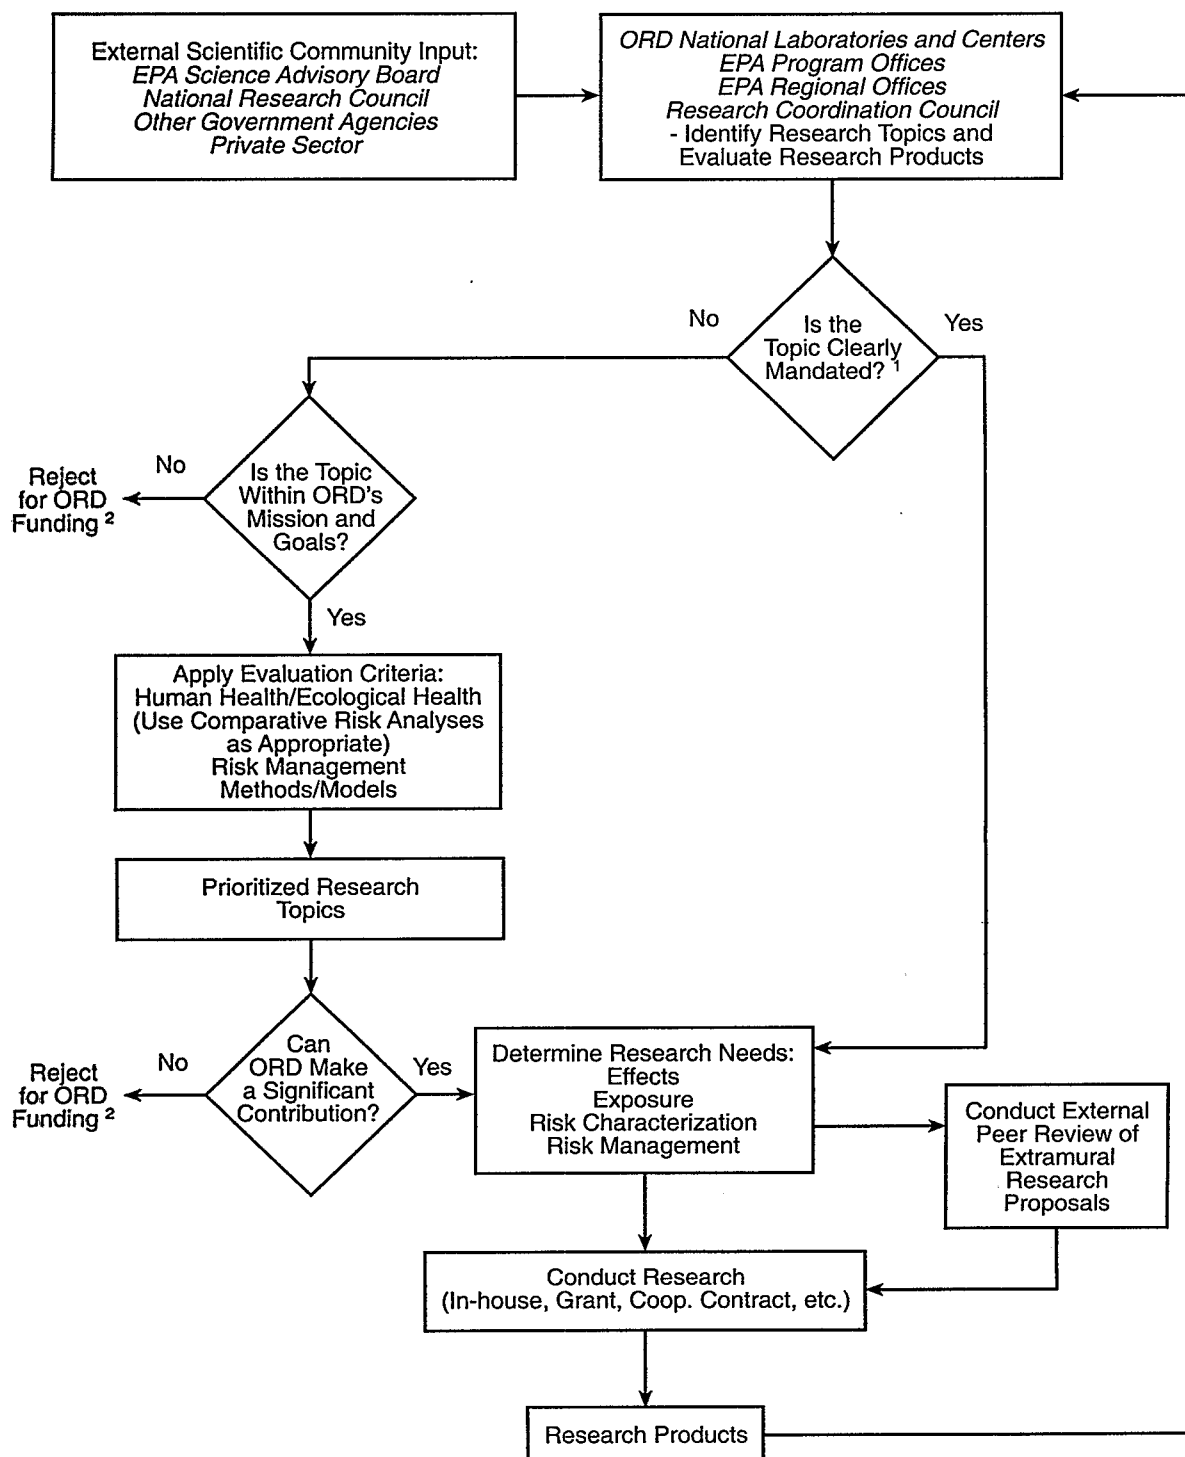 External Scientific Community Input:
EPA Science Advisory Board
National Research Council
Other Government Agencies
Private Sector
ORD National Laboratories and Centers
EPA Program Offices
EPA Regional Offices
Research Coordination Council
- Identify Research Topics and
Evaluate Research Products
No
Is the
Topic Clearly
Mandated? ¹
Yes
Reject
for ORD
Funding ²
No
Is the Topic
Within ORD's
Mission and
Goals?
Yes
Apply Evaluation Criteria:
Human Health/Ecological Health
(Use Comparative Risk Analyses
as Appropriate)
Risk Management
Methods/Models
Prioritized Research
Topics
Reject
for ORD
Funding ²
No
Can
ORD Make
a Significant
Contribution?
Yes
Determine Research Needs:
Effects
Exposure
Risk Characterization
Risk Management
Conduct External
Peer Review of
Extramural
Research
Proposals
Conduct Research
(In-house, Grant, Coop. Contract, etc.)
Research Products